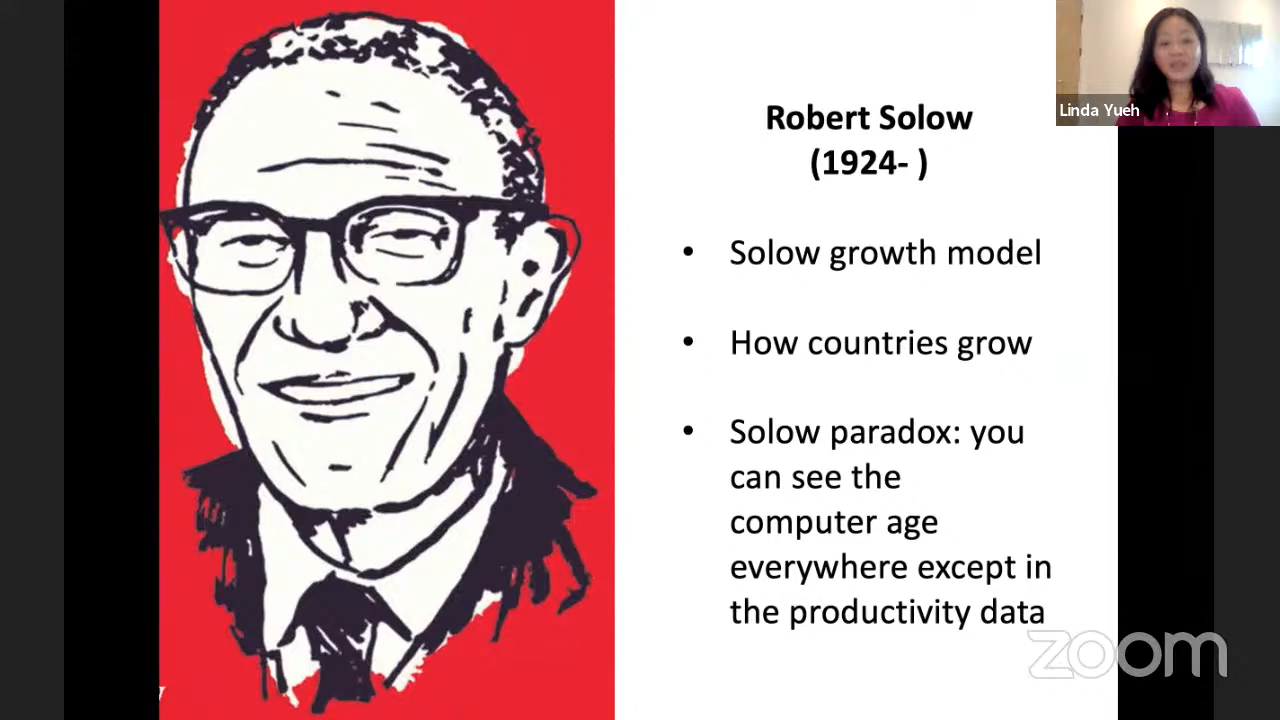 Robert Solow
(1924- )
• Solow growth model
• How countries grow
• Solow paradox: you
can see the
computer age
everywhere except in
the productivity data
Linda Yueh
zoom